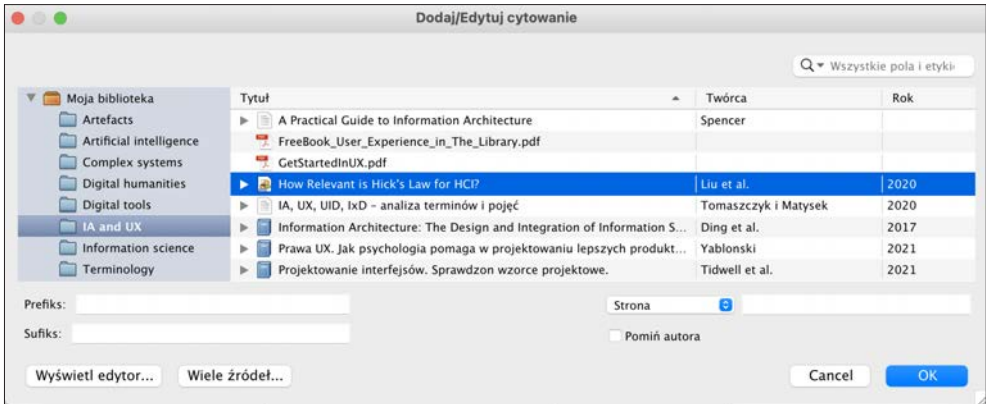 Dodaj/Edytuj cytowanie
Wszystkie pola i etyki
Moja biblioteka
Artefacts
Artificial intelligence
Complex systems
Digital humanities
Digital tools
IA and UX
Information science
Terminology
Tytuł Twórca Rok
A Practical Guide to Information Architecture Spencer
FreeBook_User_Experience_in_The_Library.pdf
GetStartedInUX.pdf
How Relevant is Hick's Law for HCI? Liu et al. 2020
IA, UX, UID, IxD – analiza terminów i pojęć Tomaszczyk i Matysek 2020
Information Architecture: The Design and Integration of Information S... Ding et al. 2017
Prawa UX. Jak psychologia pomaga w projektowaniu lepszych produkt... Yablonski 2021
Projektowanie interfejsów. Sprawdzon wzorce projektowe. Tidwell et al. 2021
Prefiks: Strona
Sufiks: Pomiń autora
Wyświetl edytor... Wiele źródeł... Cancel OK